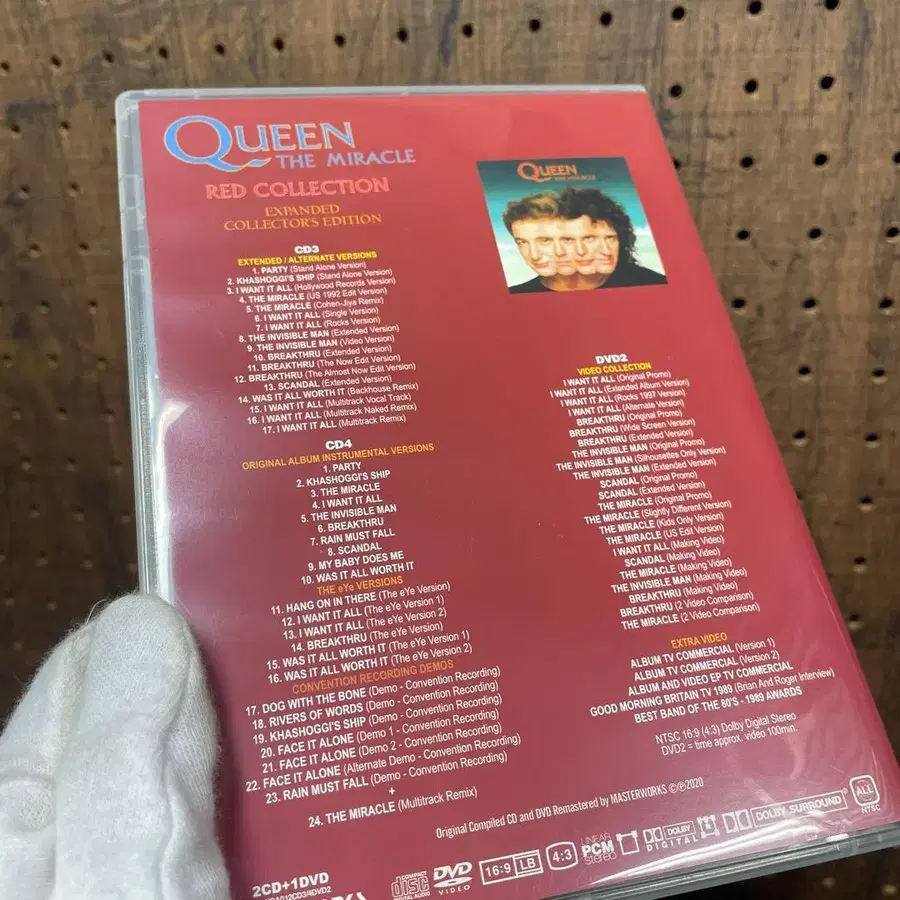 QUEEN
THE MIRACLE
RED COLLECTION
EXPANDED
COLLECTOR'S EDITION
CD3
EXTENDED / ALTERNATE VERSIONS
1. PARTY (Stand Alone Version)
2. KHASHOGGI'S SHIP (Stand Alone Version)
3. I WANT IT ALL (Hollywood Records Version)
4. THE MIRACLE (US 1992 Edit Version)
5. THE MIRACLE (Cohen-Jiya Remix)
6. I WANT IT ALL (Single Version)
7. I WANT IT ALL (Rocks Version)
8. THE INVISIBLE MAN (Extended Version)
9. THE INVISIBLE MAN (Video Version)
10. BREAKTHRU (Extended Version)
11. BREAKTHRU (The Now Edit Version)
12. BREAKTHRU (The Almost Now Edit Version)
13. SCANDAL (Extended Version)
14. WAS IT ALL WORTH IT (Backhouse Remix)
15. I WANT IT ALL (Multitrack Vocal Track)
16. I WANT IT ALL (Multitrack Naked Remix)
17. I WANT IT ALL (Multitrack Remix)
CD4
ORIGINAL ALBUM INSTRUMENTAL VERSIONS
1. PARTY
2. KHASHOGGI'S SHIP
3. THE MIRACLE
4. I WANT IT ALL
5. THE INVISIBLE MAN
6. BREAKTHRU
7. RAIN MUST FALL
8. SCANDAL
9. MY BABY DOES ME
10. WAS IT ALL WORTH IT
THE eYe VERSIONS
11. HANG ON IN THERE (The eYe Version)
12. I WANT IT ALL (The eYe Version 1)
13. I WANT IT ALL (The eYe Version 2)
14. BREAKTHRU (The eYe Version)
15. WAS IT ALL WORTH IT (The eYe Version 1)
16. WAS IT ALL WORTH IT (The eYe Version 2)
CONVENTION RECORDING DEMOS
17. DOG WITH THE BONE (Demo - Convention Recording)
18. RIVERS OF WORDS (Demo - Convention Recording)
19. KHASHOGGI'S SHIP (Demo - Convention Recording)
20. FACE IT ALONE (Demo 1 - Convention Recording)
21. FACE IT ALONE (Demo 2 - Convention Recording)
22. FACE IT ALONE (Alternate Demo - Convention Recording)
23. RAIN MUST FALL (Demo - Convention Recording)
+
24. THE MIRACLE (Multitrack Remix)
QUEEN
THE MIRACLE
DVD2
VIDEO COLLECTION
I WANT IT ALL (Original Promo)
I WANT IT ALL (Extended Album Version)
I WANT IT ALL (Rocks 1997 Version)
I WANT IT ALL (Alternate Version)
BREAKTHRU (Original Promo)
BREAKTHRU (Wide Screen Version)
BREAKTHRU (Extended Version)
THE INVISIBLE MAN (Original Promo)
THE INVISIBLE MAN (Silhousettes Only Version)
THE INVISIBLE MAN (Extended Version)
SCANDAL (Original Promo)
SCANDAL (Extended Version)
THE MIRACLE (Original Promo)
THE MIRACLE (Slightly Different Version)
THE MIRACLE (Kids Only Version)
THE MIRACLE (US Edit Version)
I WANT IT ALL (Making Video)
SCANDAL (Making Video)
THE MIRACLE (Making Video)
THE INVISIBLE MAN (Making Video)
BREAKTHRU (Making Video)
BREAKTHRU (2 Video Comparison)
THE MIRACLE (2 Video Comparison)
EXTRA VIDEO
ALBUM TV COMMERCIAL (Version 1)
ALBUM TV COMMERCIAL (Version 2)
ALBUM AND VIDEO EP TV COMMERCIAL
GOOD MORNING BRITAIN TV 1989 (Brian And Roger Interview)
BEST BAND OF THE 80'S - 1989 AWARDS
NTSC 16:9 (4:3) Dolby Digital Stereo
DVD2 = time approx. video 100min.
Original Compiled CD and DVD Remastered by MASTERWORKS ©℗2020
2CD+1DVD
COMPACT
disc
DIGITAL AUDIO
DVD
VIDEO
16:9 LB
4:3
LINEAR
PCM
stereo
DOLBY
DIGITAL
DOLBY SURROUND
ALL
NTSC